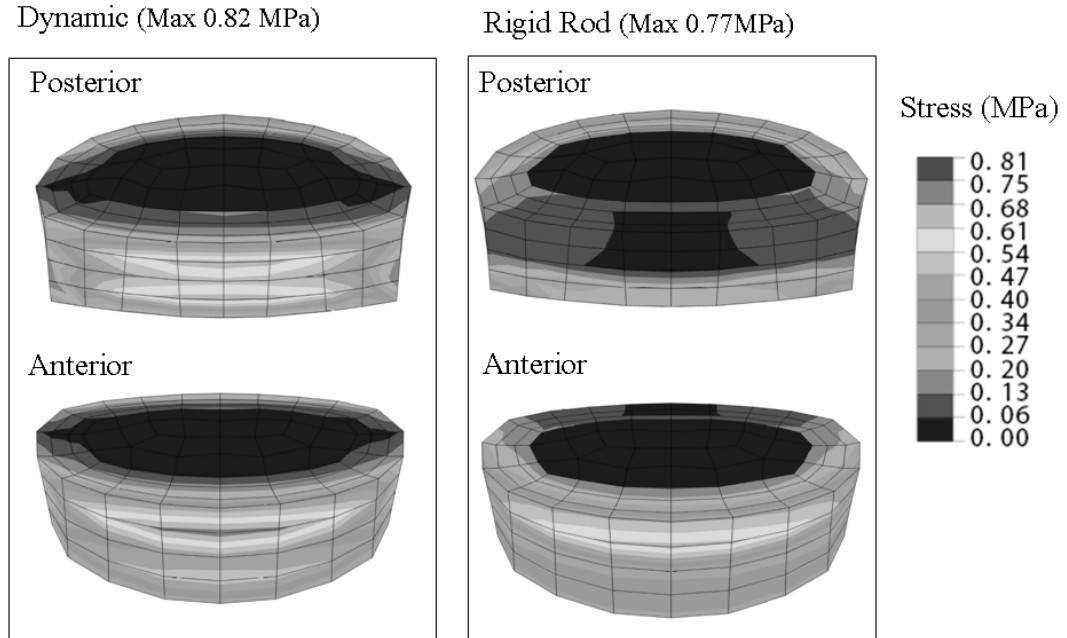 Dynamic (Max 0.82 MPa)
Rigid Rod (Max 0.77MPa)
Posterior
Posterior
Anterior
Anterior
Stress (MPa)
0. 81
0. 75
0. 68
0. 61
0. 54
0. 47
0. 40
0. 34
0. 27
0. 20
0. 13
0. 06
0. 00